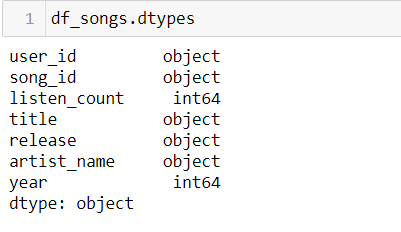 1 df_songs.dtypes
user_id object
song_id object
listen_count int64
title object
release object
artist_name object
year int64
dtype: object